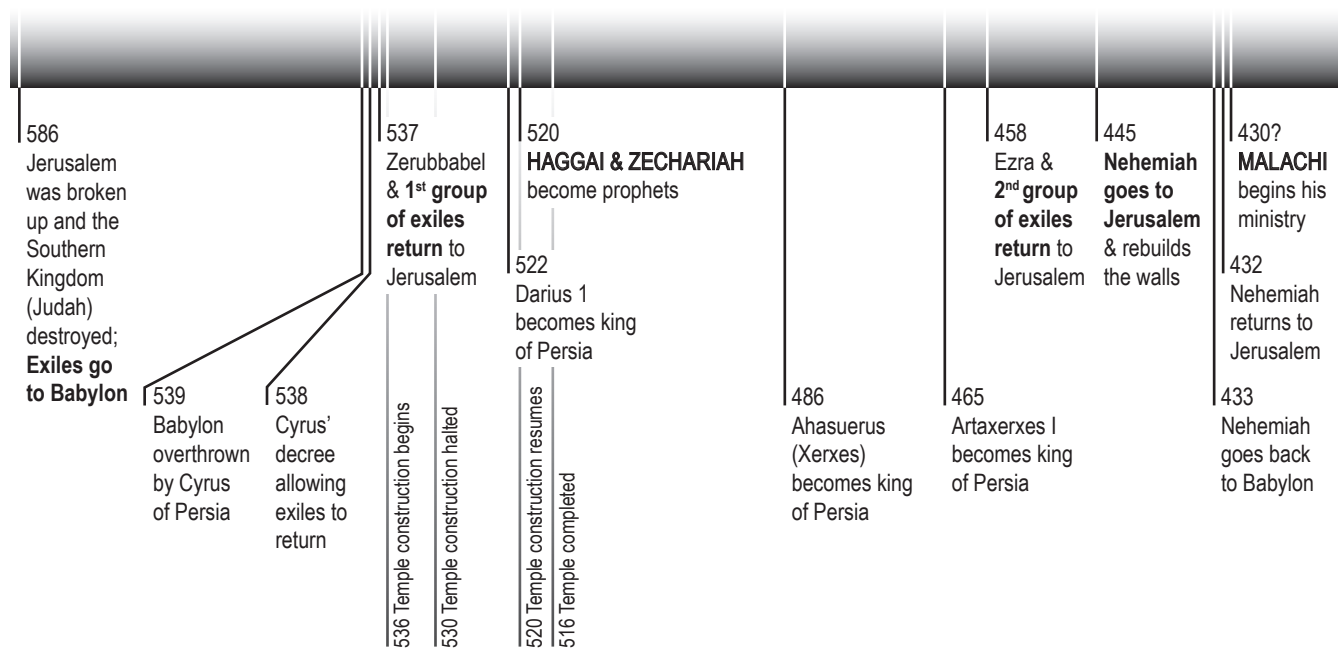 586
Jerusalem
was broken
up and the
Southern
Kingdom
(Judah)
destroyed;
Exiles go
to Babylon
539
Babylon
overthrown
by Cyrus
of Persia
538
Cyrus’
decree
allowing
exiles to
return
537
Zerubbabel
& 1st group
of exiles
return to
Jerusalem
536 Temple construction begins
530 Temple construction halted
522
Darius 1
becomes king
of Persia
520
HAGGAI & ZECHARIAH
become prophets
520 Temple construction resumes
516 Temple completed
486
Ahasuerus
(Xerxes)
becomes king
of Persia
465
Artaxerxes I
becomes king
of Persia
458
Ezra &
2nd group
of exiles
return to
Jerusalem
445
Nehemiah
goes to
Jerusalem
& rebuilds
the walls
433
Nehemiah
goes back
to Babylon
432
Nehemiah
returns to
Jerusalem
430?
MALACHI
begins his
ministry